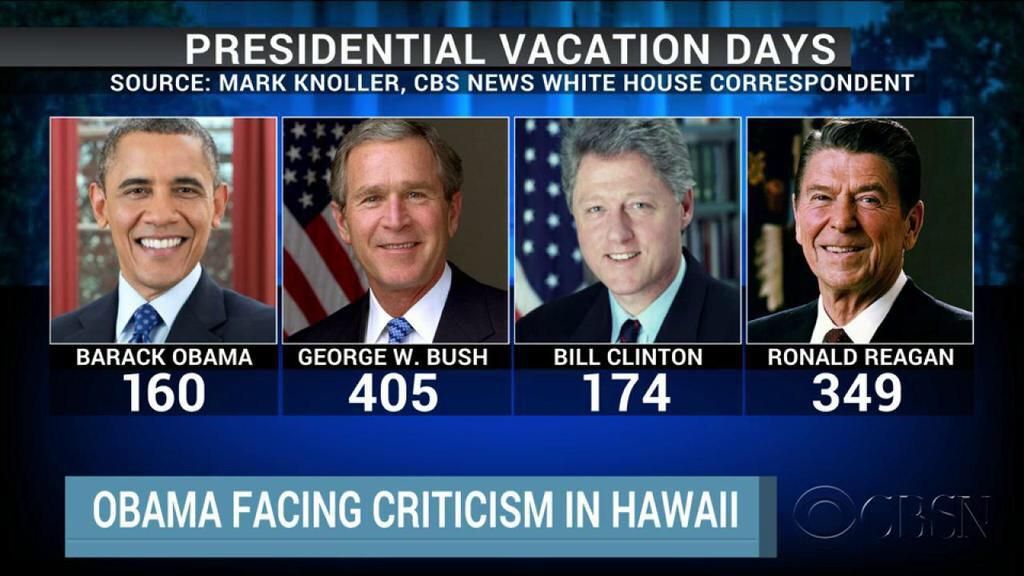 PRESIDENTIAL VACATION DAYS
SOURCE: MARK KNOLLER, CBS NEWS WHITE HOUSE CORRESPONDENT
BARACK OBAMA
160
GEORGE W. BUSH
405
BILL CLINTON
174
RONALD REAGAN
349
OBAMA FACING CRITICISM IN HAWAII
CBSN